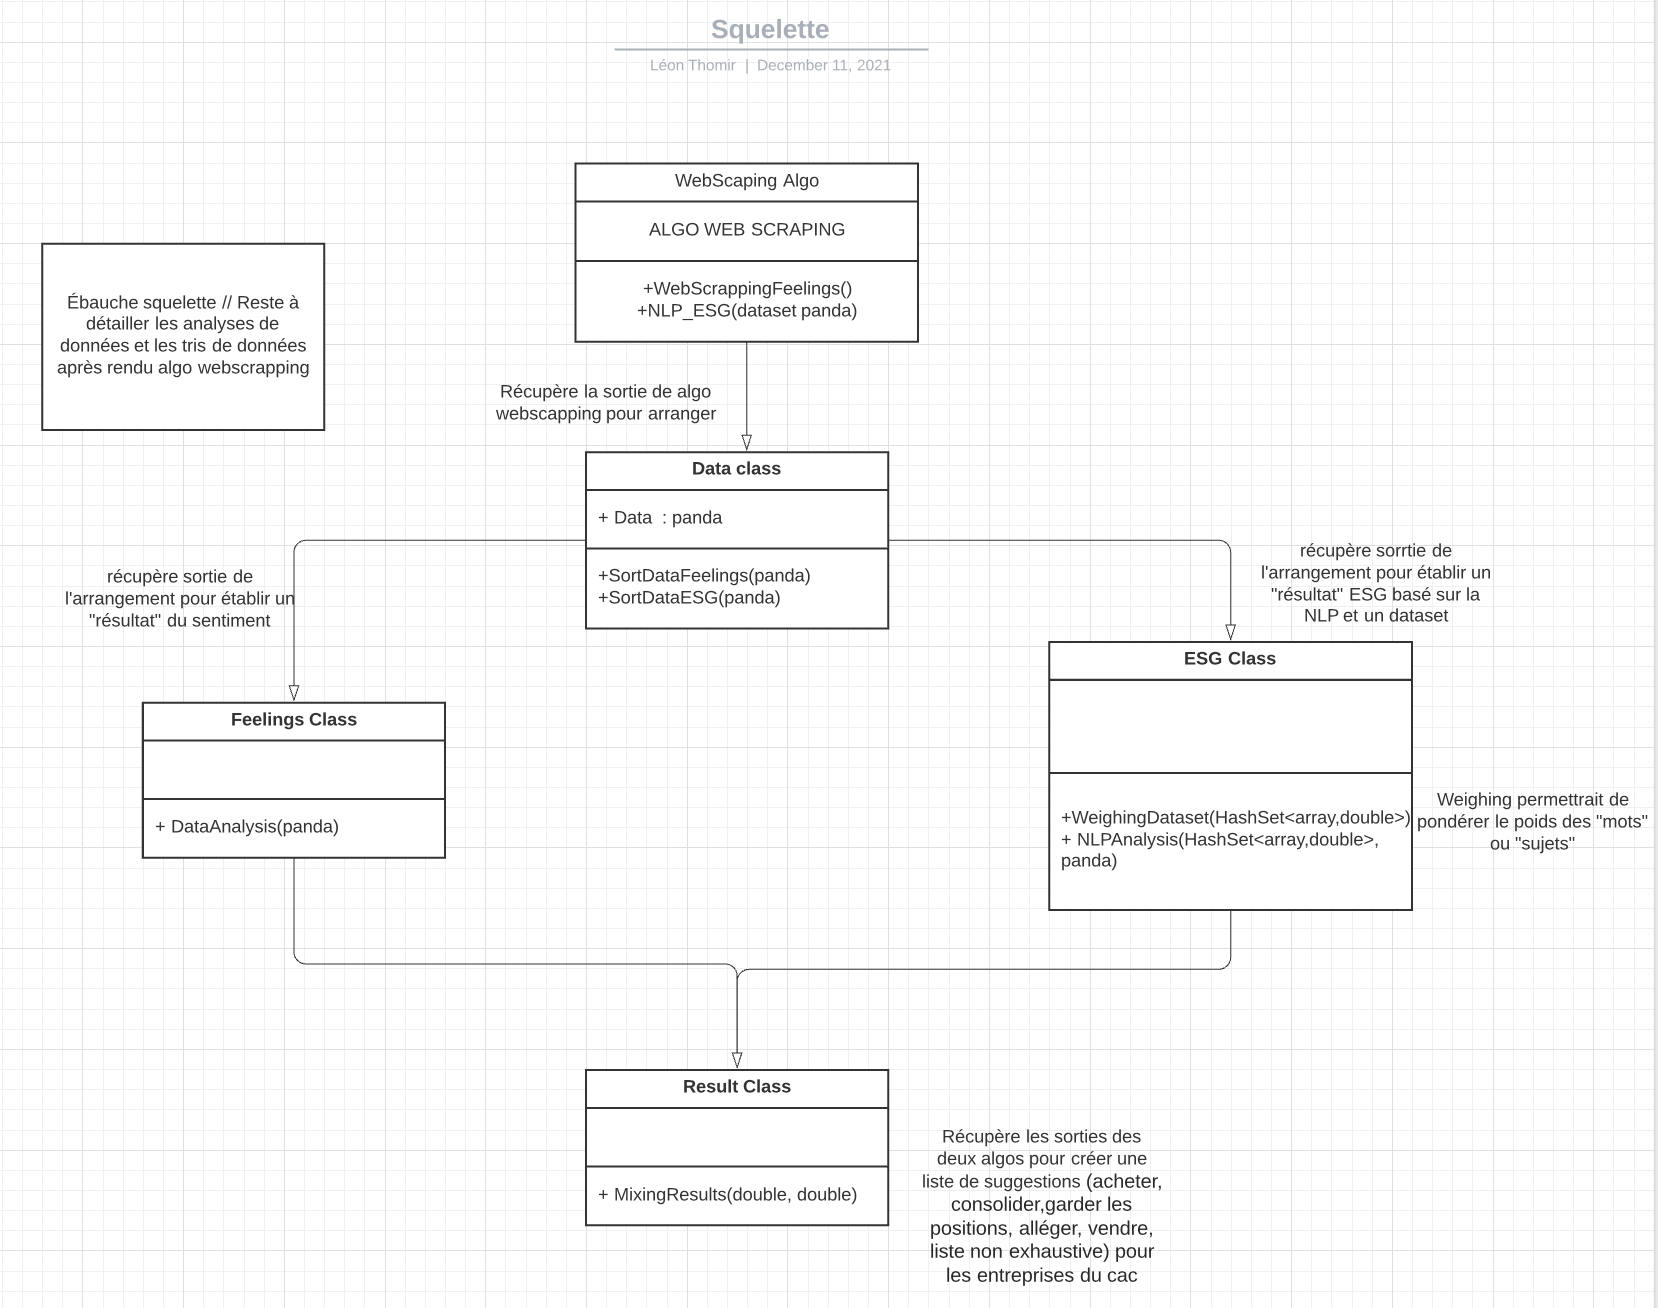 Squelette
Léon Thomir | December 11, 2021
WebScaping Algo
ALGO WEB SCRAPING
+WebScrappingFeelings()
+NLP_ESG(dataset panda)
Ébauche squelette // Reste à
détailler les analyses de
données et les tris de données
après rendu algo webscrapping
Récupère la sortie de algo
webscapping pour arranger
Data class
+ Data : panda
+SortDataFeelings(panda)
+SortDataESG(panda)
récupère sortie de
l'arrangement pour établir un
"résultat" du sentiment
récupère sorrtie de
l'arrangement pour établir un
"résultat" ESG basé sur la
NLP et un dataset
Feelings Class
+ DataAnalysis(panda)
ESG Class
+WeighingDataset(HashSet<array,double>)
+ NLPAnalysis(HashSet<array,double>,
panda)
Weighing permettrait de
pondérer le poids des "mots"
ou "sujets"
Result Class
+ MixingResults(double, double)
Récupère les sorties des
deux algos pour créer une
liste de suggestions (acheter,
consolider,garder les
positions, alléger, vendre,
liste non exhaustive) pour
les entreprises du cac